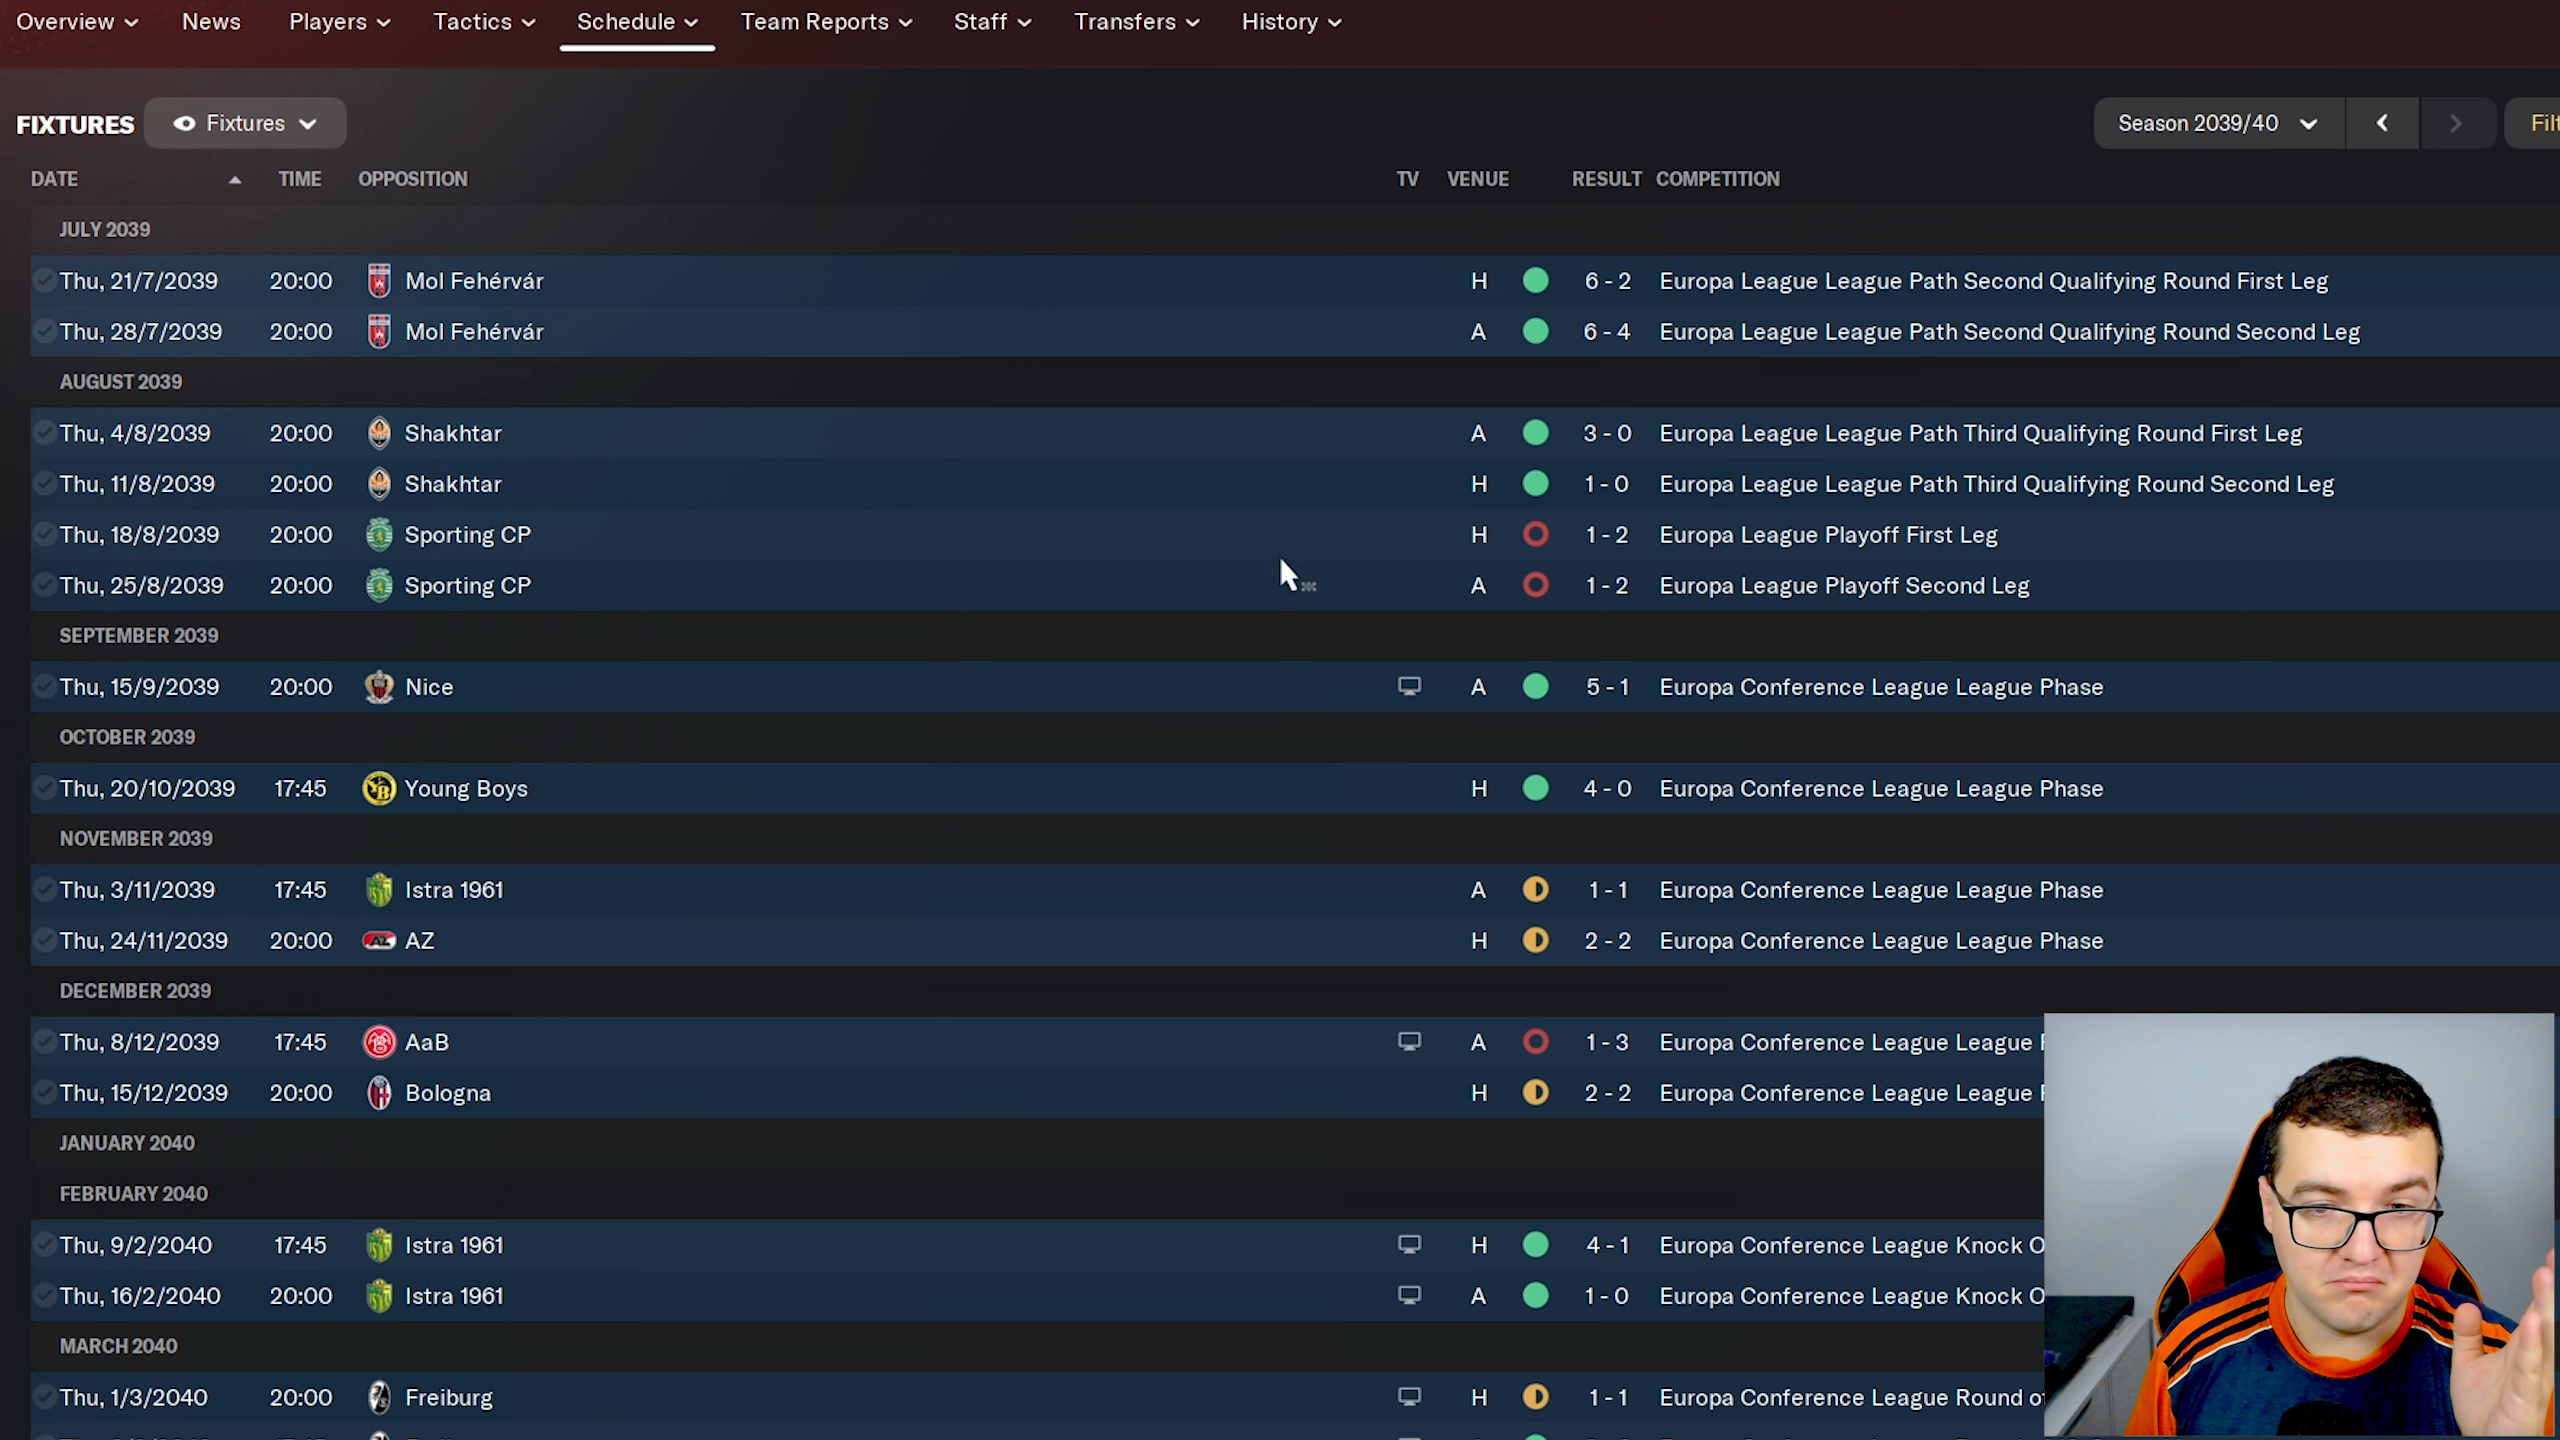 Overview News Players Tactics Schedule Team Reports Staff Transfers History
FIXTURES Fixtures Season 2039/40 Filt
DATE TIME OPPOSITION TV VENUE RESULT COMPETITION
JULY 2039
Thu, 21/7/2039 20:00 Mol Fehérvár H 6 - 2 Europa League League Path Second Qualifying Round First Leg
Thu, 28/7/2039 20:00 Mol Fehérvár A 6 - 4 Europa League League Path Second Qualifying Round Second Leg
AUGUST 2039
Thu, 4/8/2039 20:00 Shakhtar A 3 - 0 Europa League League Path Third Qualifying Round First Leg
Thu, 11/8/2039 20:00 Shakhtar H 1 - 0 Europa League League Path Third Qualifying Round Second Leg
Thu, 18/8/2039 20:00 Sporting CP H 1 - 2 Europa League Playoff First Leg
Thu, 25/8/2039 20:00 Sporting CP A 1 - 2 Europa League Playoff Second Leg
SEPTEMBER 2039
Thu, 15/9/2039 20:00 Nice A 5 - 1 Europa Conference League League Phase
OCTOBER 2039
Thu, 20/10/2039 17:45 Young Boys H 4 - 0 Europa Conference League League Phase
NOVEMBER 2039
Thu, 3/11/2039 17:45 Istra 1961 A 1 - 1 Europa Conference League League Phase
Thu, 24/11/2039 20:00 AZ H 2 - 2 Europa Conference League League Phase
DECEMBER 2039
Thu, 8/12/2039 17:45 AaB A 1 - 3 Europa Conference League League
Thu, 15/12/2039 20:00 Bologna H 2 - 2 Europa Conference League League
JANUARY 2040
FEBRUARY 2040
Thu, 9/2/2040 17:45 Istra 1961 H 4 - 1 Europa Conference League Knock O
Thu, 16/2/2040 20:00 Istra 1961 A 1 - 0 Europa Conference League Knock O
MARCH 2040
Thu, 1/3/2040 20:00 Freiburg H 1 - 1 Europa Conference League Round o